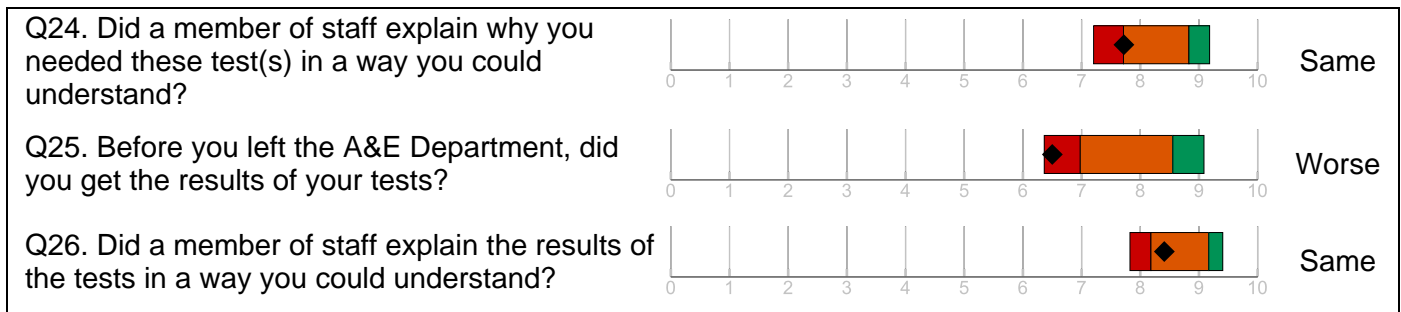 Q24. Did a member of staff explain why you
needed these test(s) in a way you could
understand?
0 1 2 3 4 5 6 7 8 9 10
Same
Q25. Before you left the A&E Department, did
you get the results of your tests?
0 1 2 3 4 5 6 7 8 9 10
Worse
Q26. Did a member of staff explain the results of
the tests in a way you could understand?
0 1 2 3 4 5 6 7 8 9 10
Same